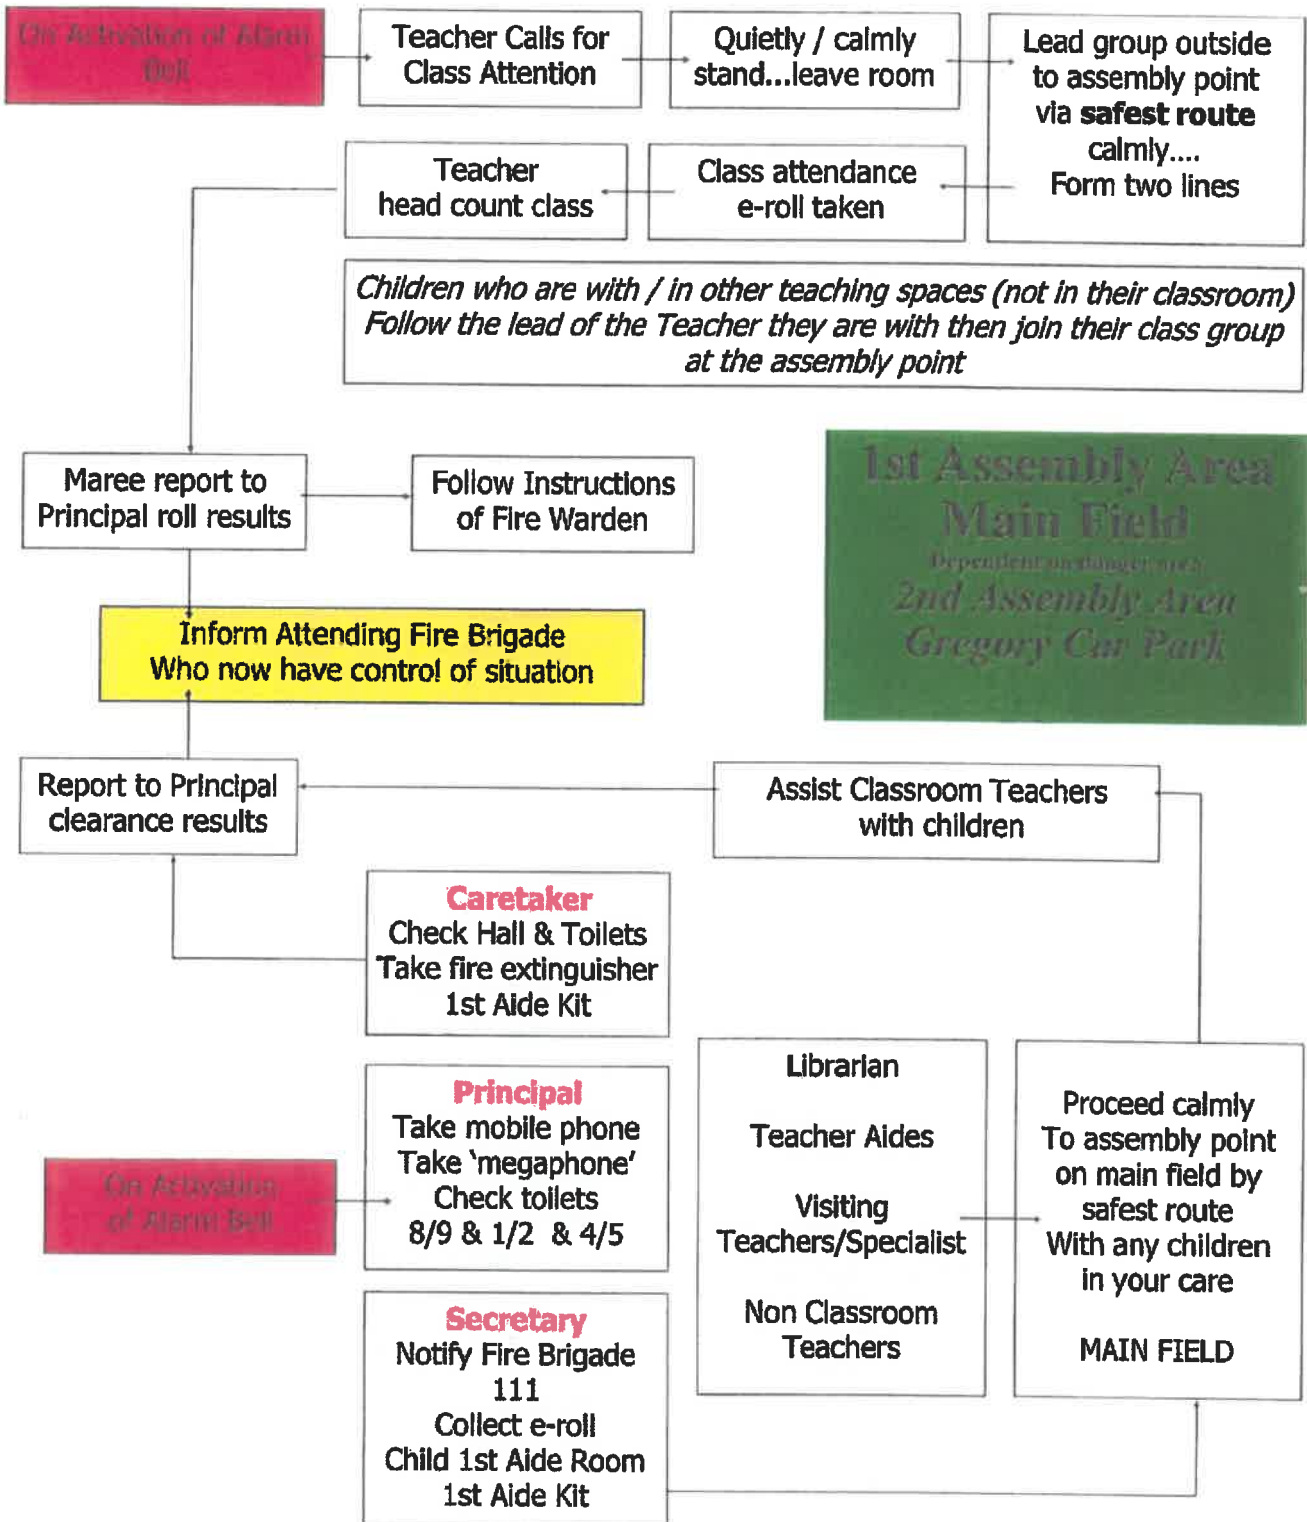 On Activation of Alarm
Bell
Teacher Calls for
Class Attention
Quietly / calmly
stand...leave room
Lead group outside
to assembly point
via safest route
calmly....
Form two lines
Class attendance
e-roll taken
Teacher
head count class
Children who are with / in other teaching spaces (not in their classroom)
Follow the lead of the Teacher they are with then join their class group
at the assembly point
Maree report to
Principal roll results
Follow Instructions
of Fire Warden
1st Assembly Area
Main Field
Dependent on danger area
2nd Assembly Area
Gregory Car Park
Inform Attending Fire Brigade
Who now have control of situation
Report to Principal
clearance results
Assist Classroom Teachers
with children
Caretaker
Check Hall & Toilets
Take fire extinguisher
1st Aide Kit
On Activation
of Alarm Bell
Principal
Take mobile phone
Take 'megaphone'
Check toilets
8/9 & 1/2 & 4/5
Secretary
Notify Fire Brigade
111
Collect e-roll
Child 1st Aide Room
1st Aide Kit
Librarian
Teacher Aides
Visiting
Teachers/Specialist
Non Classroom
Teachers
Proceed calmly
To assembly point
on main field by
safest route
With any children
in your care
MAIN FIELD